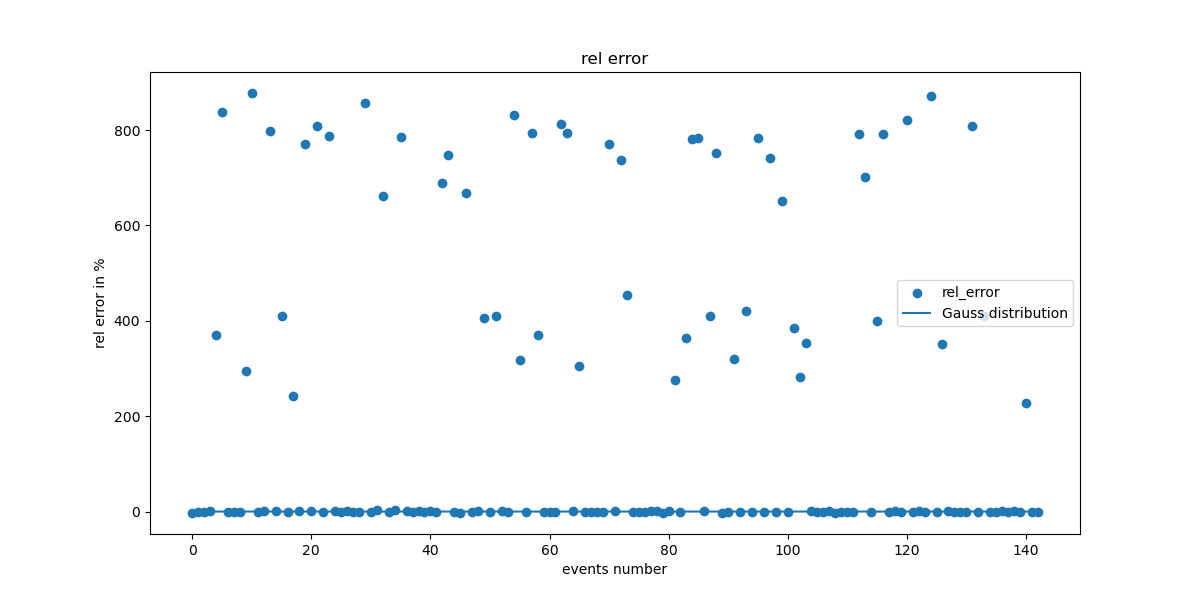 rel error
rel error in %
800
600
400
200
0
rel_error
Gauss distribution
0 20 40 60 80 100 120 140
events number